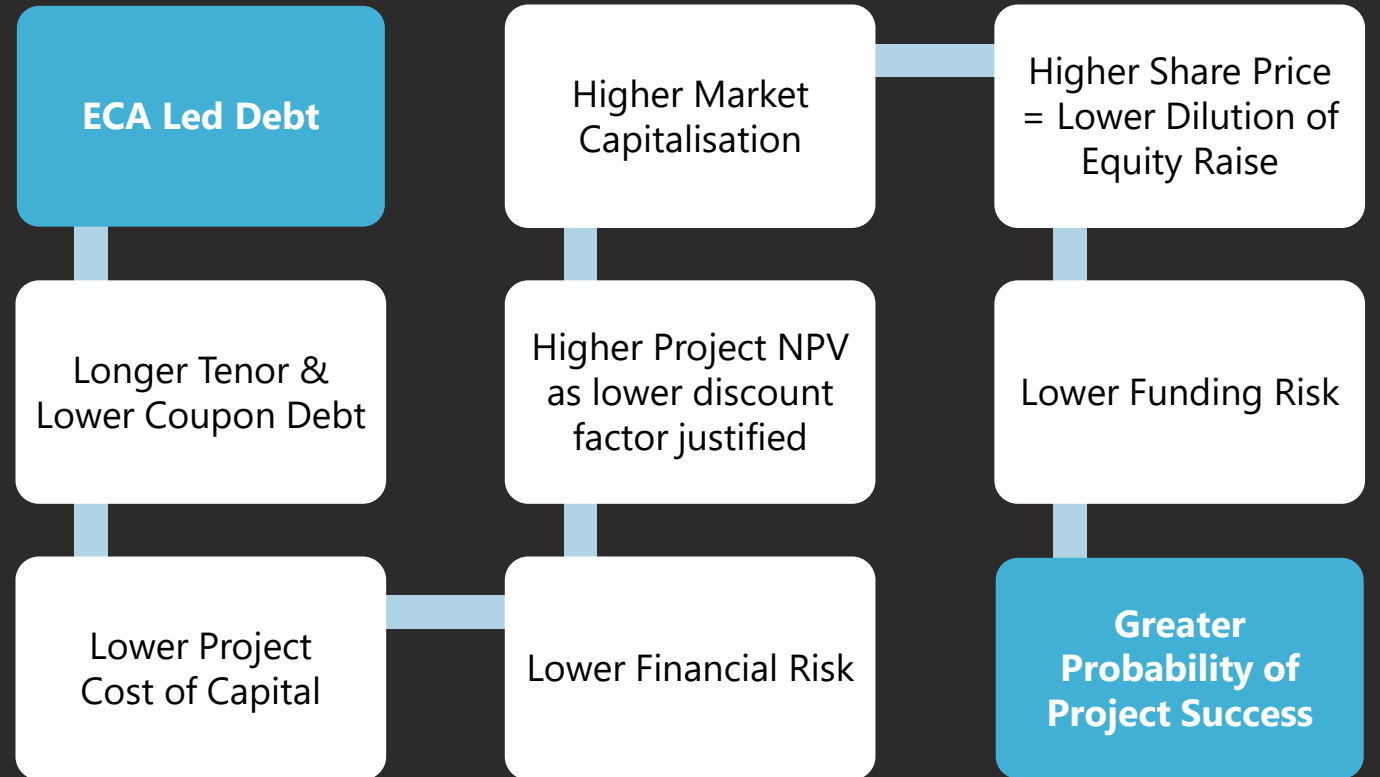 ECA Led Debt
Longer Tenor &
Lower Coupon Debt
Lower Project
Cost of Capital
Lower Financial Risk
Higher Project NPV
as lower discount
factor justified
Higher Market
Capitalisation
Higher Share Price
= Lower Dilution of
Equity Raise
Lower Funding Risk
Greater
Probability of
Project Success